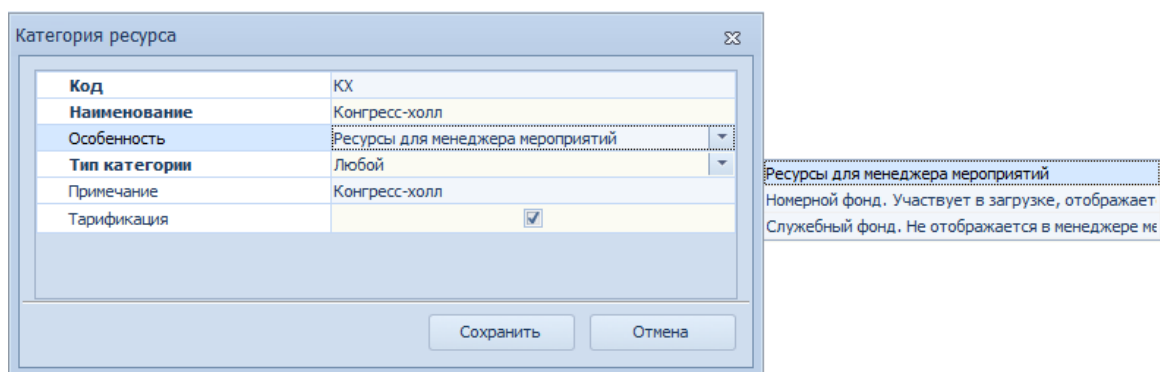 Категория ресурса
Код КХ
Наименование Конгресс-холл
Особенность Ресурсы для менеджера мероприятий
Тип категории Любой
Примечание Конгресс-холл
Тарификация
Сохранить Отмена
Ресурсы для менеджера мероприятий
Номерной фонд. Участвует в загрузке, отображает
Служебный фонд. Не отображается в менеджере ме